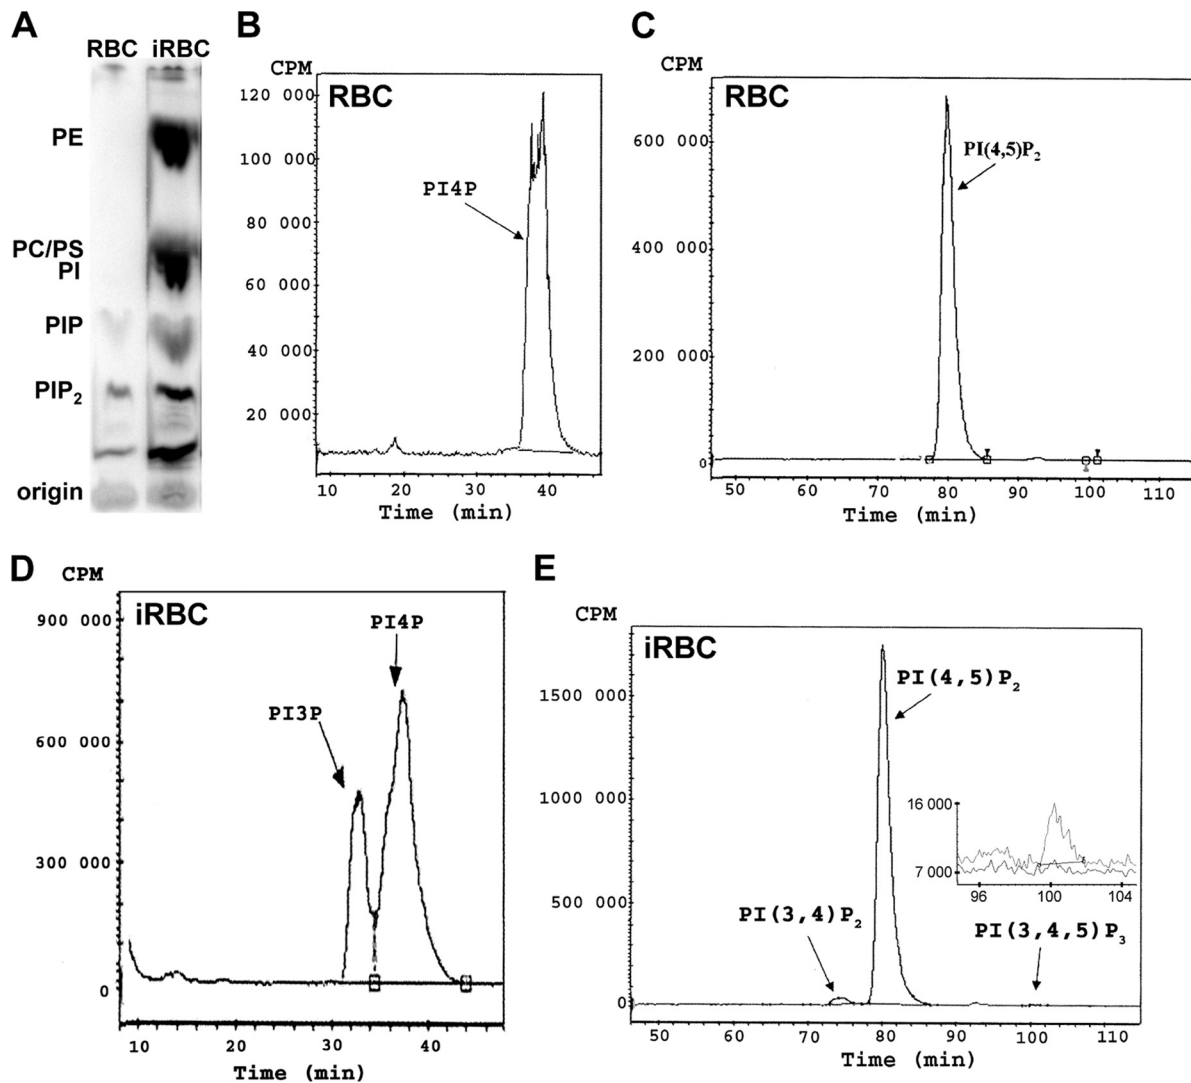 A
RBC iRBC
PE
PC/PS
PI
PIP
PIP2
origin
B
CPM
RBC
120 000
100 000
80 000
60 000
40 000
20 000
PI4P
10 20 30 40
Time (min)
C
CPM
RBC
600 000
400 000
200 000
0
PI(4,5)P2
50 60 70 80 90 100 110
Time (min)
D
CPM
iRBC
900 000
600 000
300 000
0
PI4P
PI3P
10 20 30 40
Time (min)
E
CPM
iRBC
1500 000
1000 000
500 000
0
PI(4,5)P2
16 000
7 000
96 100 104
PI(3,4)P2
PI(3,4,5)P3
50 60 70 80 90 100 110
Time (min)